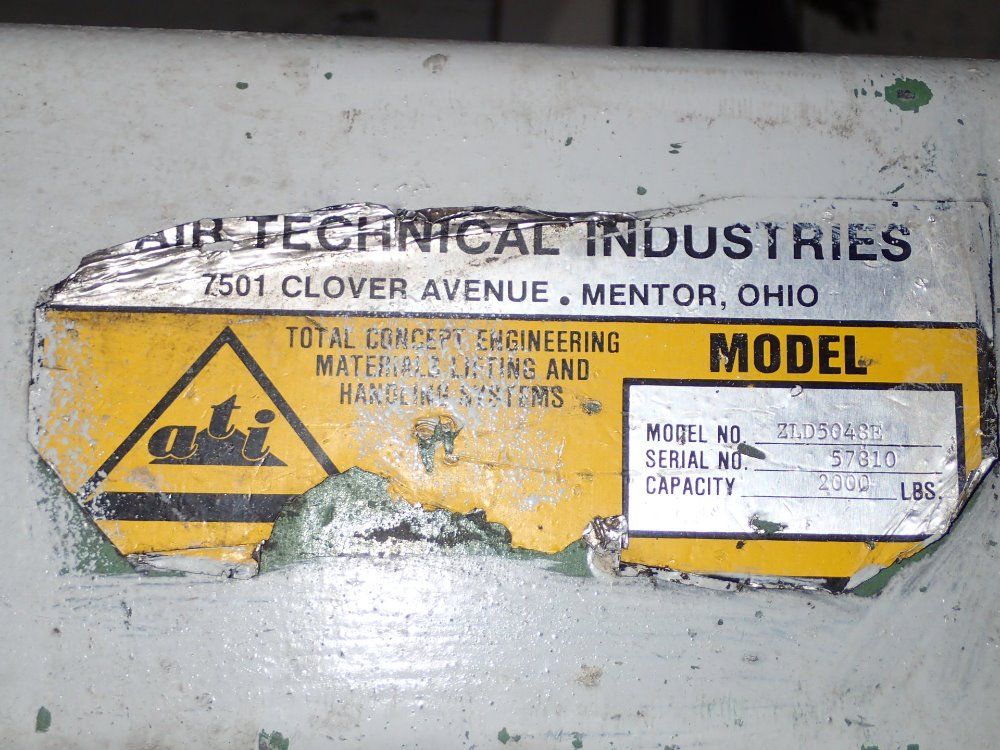 AIR TECHNICAL INDUSTRIES
7501 CLOVER AVENUE • MENTOR, OHIO
TOTAL CONCEPT ENGINEERING
MATERIALS LIFTING AND
HANDLING SYSTEMS
ati
MODEL
MODEL NO. ZLD5048E
SERIAL NO. 57810
CAPACITY 2000 LBS.